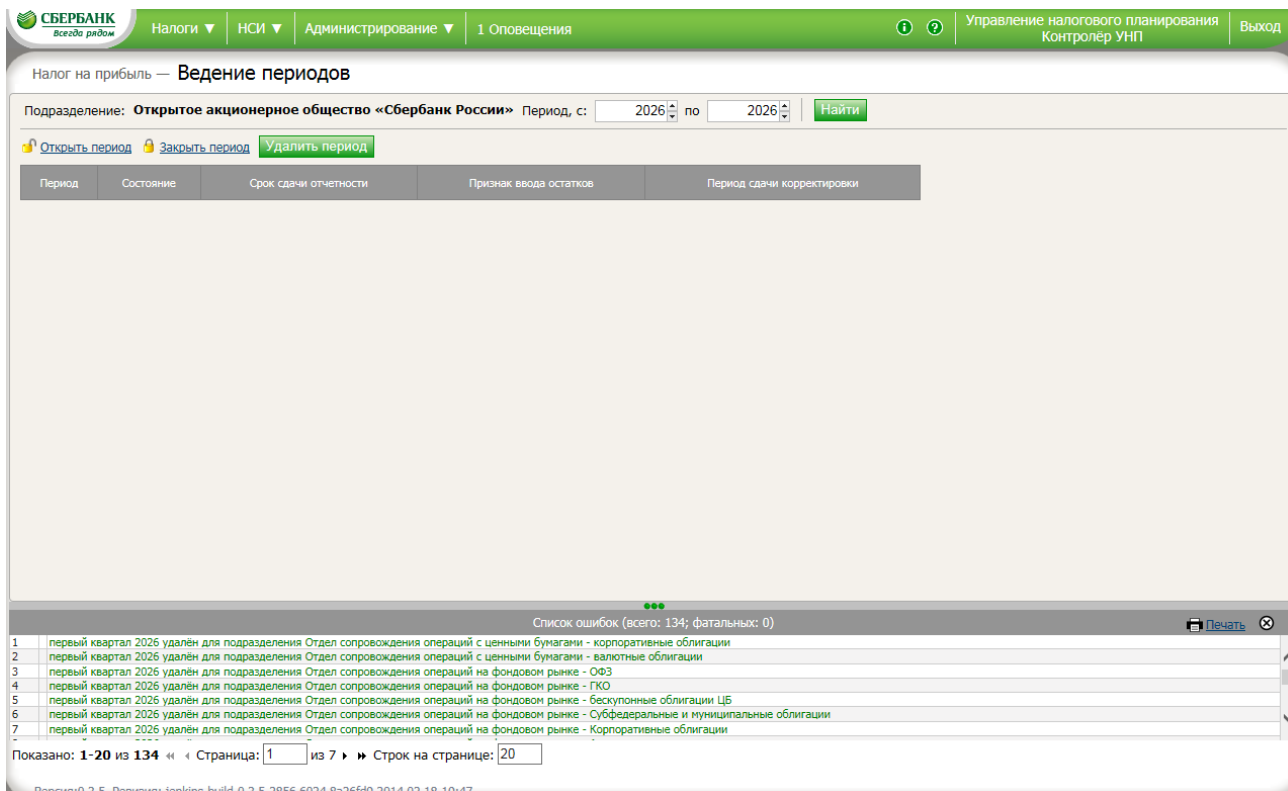 СБЕРБАНК
Всегда рядом
Налоги ▼ НСИ ▼ Администрирование ▼ 1 Оповещения
Управление налогового планирования
Контролёр УНП
Выход
Налог на прибыль — Ведение периодов
Подразделение: Открытое акционерное общество «Сбербанк России» Период, с: 2026 по 2026 Найти
Открыть период Закрыть период Удалить период
Период Состояние Срок сдачи отчетности Признак ввода остатков Период сдачи корректировки
Список ошибок (всего: 134; фатальных: 0) Печать
1 первый квартал 2026 удалён для подразделения Отдел сопровождения операций с ценными бумагами - корпоративные облигации
2 первый квартал 2026 удалён для подразделения Отдел сопровождения операций с ценными бумагами - валютные облигации
3 первый квартал 2026 удалён для подразделения Отдел сопровождения операций на фондовом рынке - ОФЗ
4 первый квартал 2026 удалён для подразделения Отдел сопровождения операций на фондовом рынке - ГКО
5 первый квартал 2026 удалён для подразделения Отдел сопровождения операций на фондовом рынке - бескупонные облигации ЦБ
6 первый квартал 2026 удалён для подразделения Отдел сопровождения операций на фондовом рынке - Субфедеральные и муниципальные облигации
7 первый квартал 2026 удалён для подразделения Отдел сопровождения операций на фондовом рынке - Корпоративные облигации
Показано: 1-20 из 134 Страница: 1 из 7 Строк на странице: 20